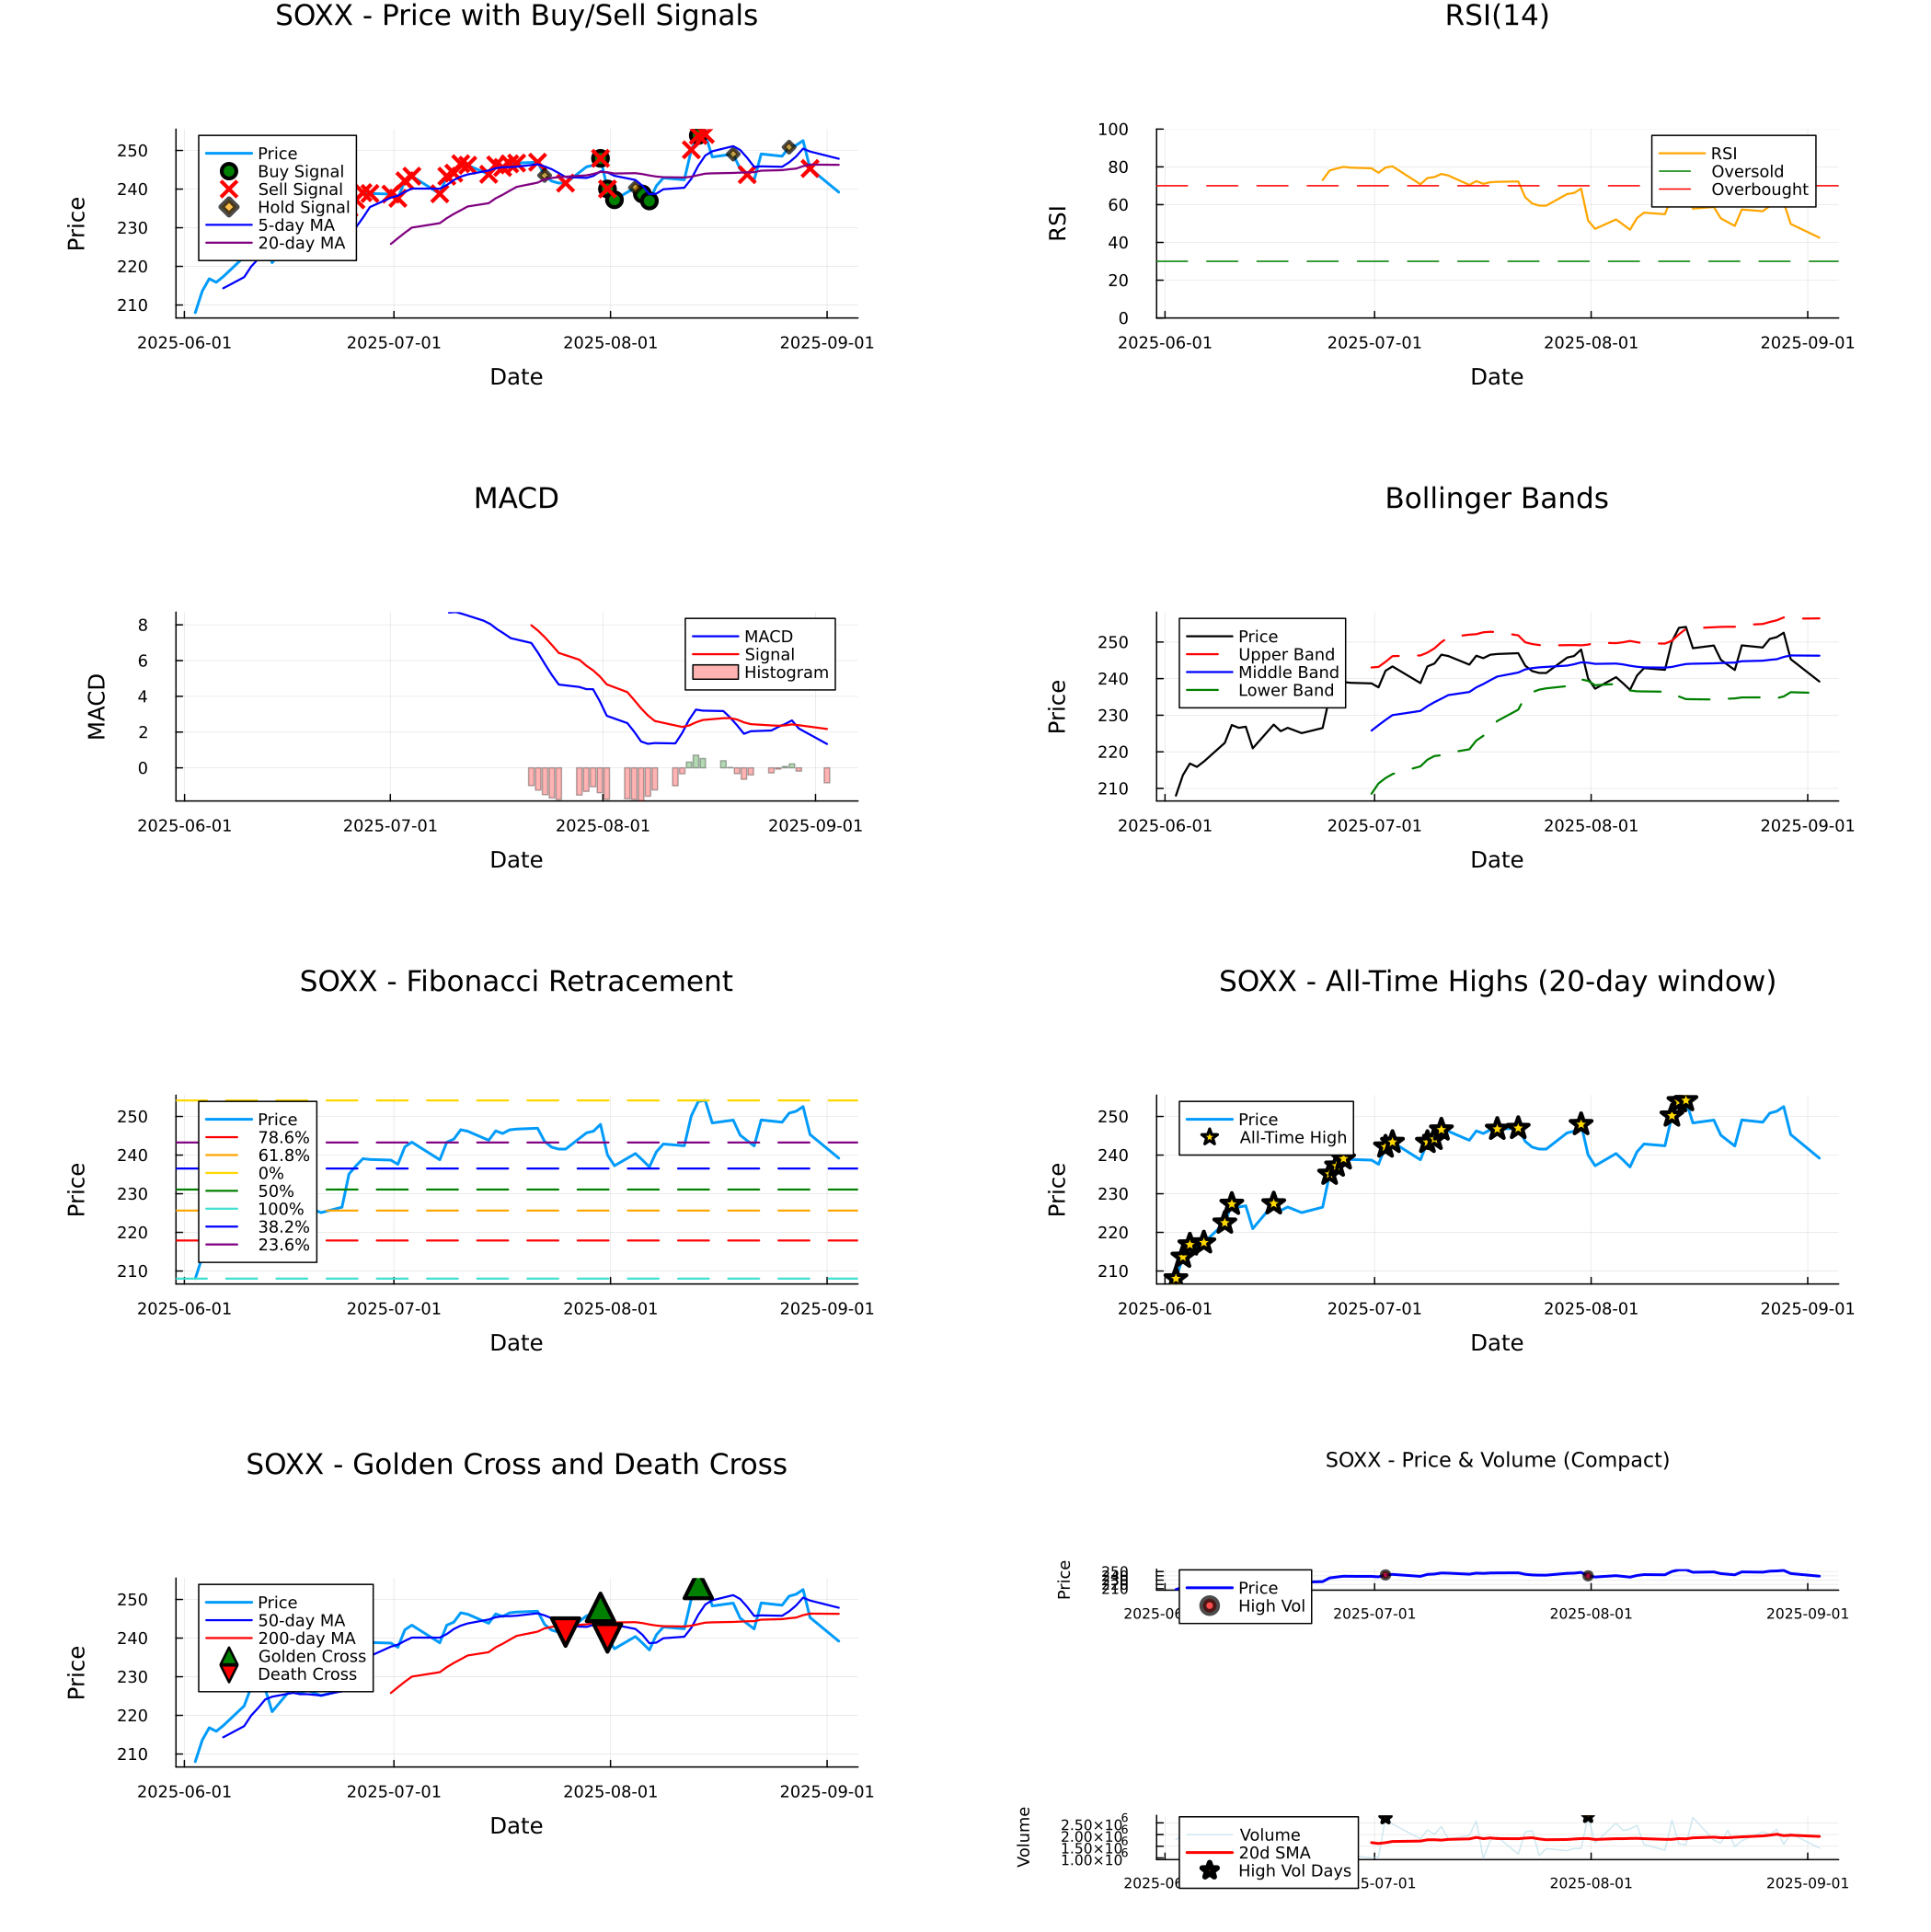 SOXX - Price with Buy/Sell Signals
Price
250
240
230
220
210
Price
Buy Signal
Sell Signal
Hold Signal
5-day MA
20-day MA
2025-06-01 2025-07-01 2025-08-01 2025-09-01
Date
RSI(14)
RSI
100
80
60
40
20
0
RSI
Oversold
Overbought
2025-06-01 2025-07-01 2025-08-01 2025-09-01
Date
MACD
MACD
8
6
4
2
0
MACD
Signal
Histogram
2025-06-01 2025-07-01 2025-08-01 2025-09-01
Date
Bollinger Bands
Price
250
240
230
220
210
Price
Upper Band
Middle Band
Lower Band
2025-06-01 2025-07-01 2025-08-01 2025-09-01
Date
SOXX - Fibonacci Retracement
Price
250
240
230
220
210
Price
78.6%
61.8%
0%
50%
100%
38.2%
23.6%
2025-06-01 2025-07-01 2025-08-01 2025-09-01
Date
SOXX - All-Time Highs (20-day window)
Price
250
240
230
220
210
Price
All-Time High
2025-06-01 2025-07-01 2025-08-01 2025-09-01
Date
SOXX - Golden Cross and Death Cross
Price
250
240
230
220
210
Price
50-day MA
200-day MA
Golden Cross
Death Cross
2025-06-01 2025-07-01 2025-08-01 2025-09-01
Date
SOXX - Price & Volume (Compact)
Price
250
210
Price
High Vol
2025-07-01 2025-08-01 2025-09-01
Volume
2.50×10⁶
2.00×10⁶
1.50×10⁶
1.00×10⁶
Volume
20d SMA
High Vol Days
2025-08-01 2025-09-01